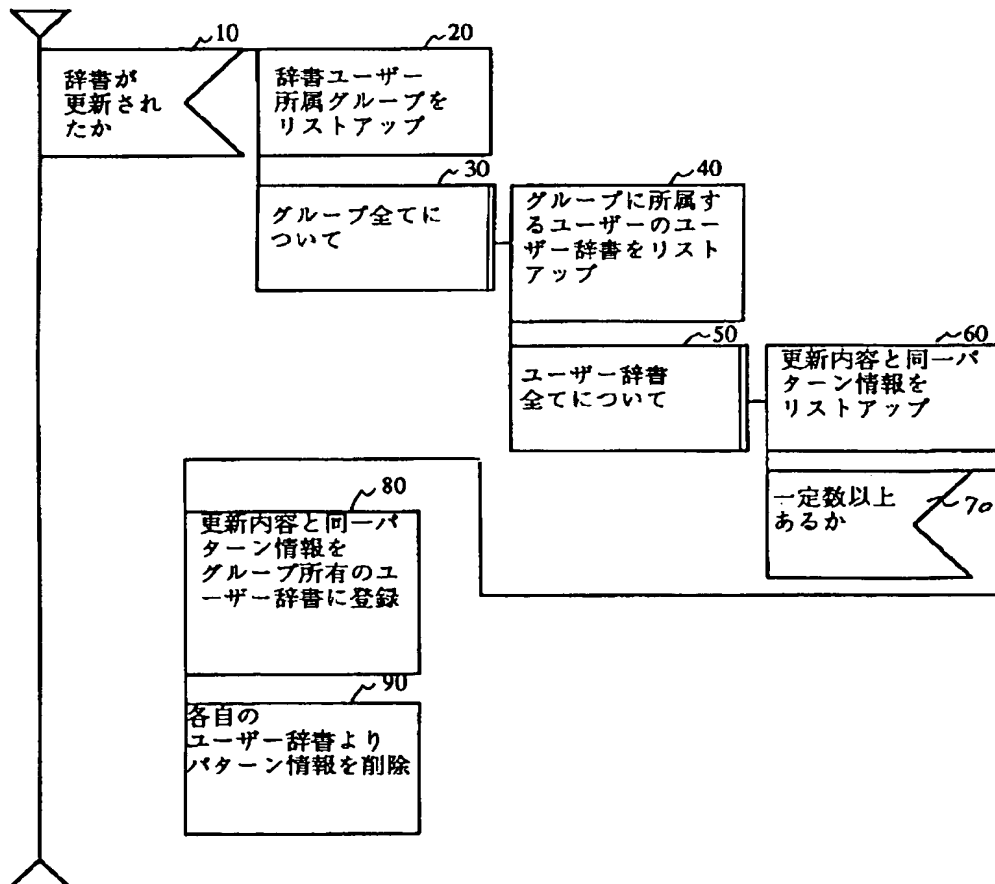 10
辞書が
更新され
たか
20
辞書ユーザー
所属グループを
リストアップ
30
グループ全てに
ついて
40
グループに所属す
るユーザーのユー
ザー辞書をリスト
アップ
50
ユーザー辞書
全てについて
60
更新内容と同一パ
ターン情報を
リストアップ
一定数以上
あるか
70
80
更新内容と同一パ
ターン情報を
グループ所有のユ
ーザー辞書に登録
90
各自の
ユーザー辞書より
パターン情報を削除